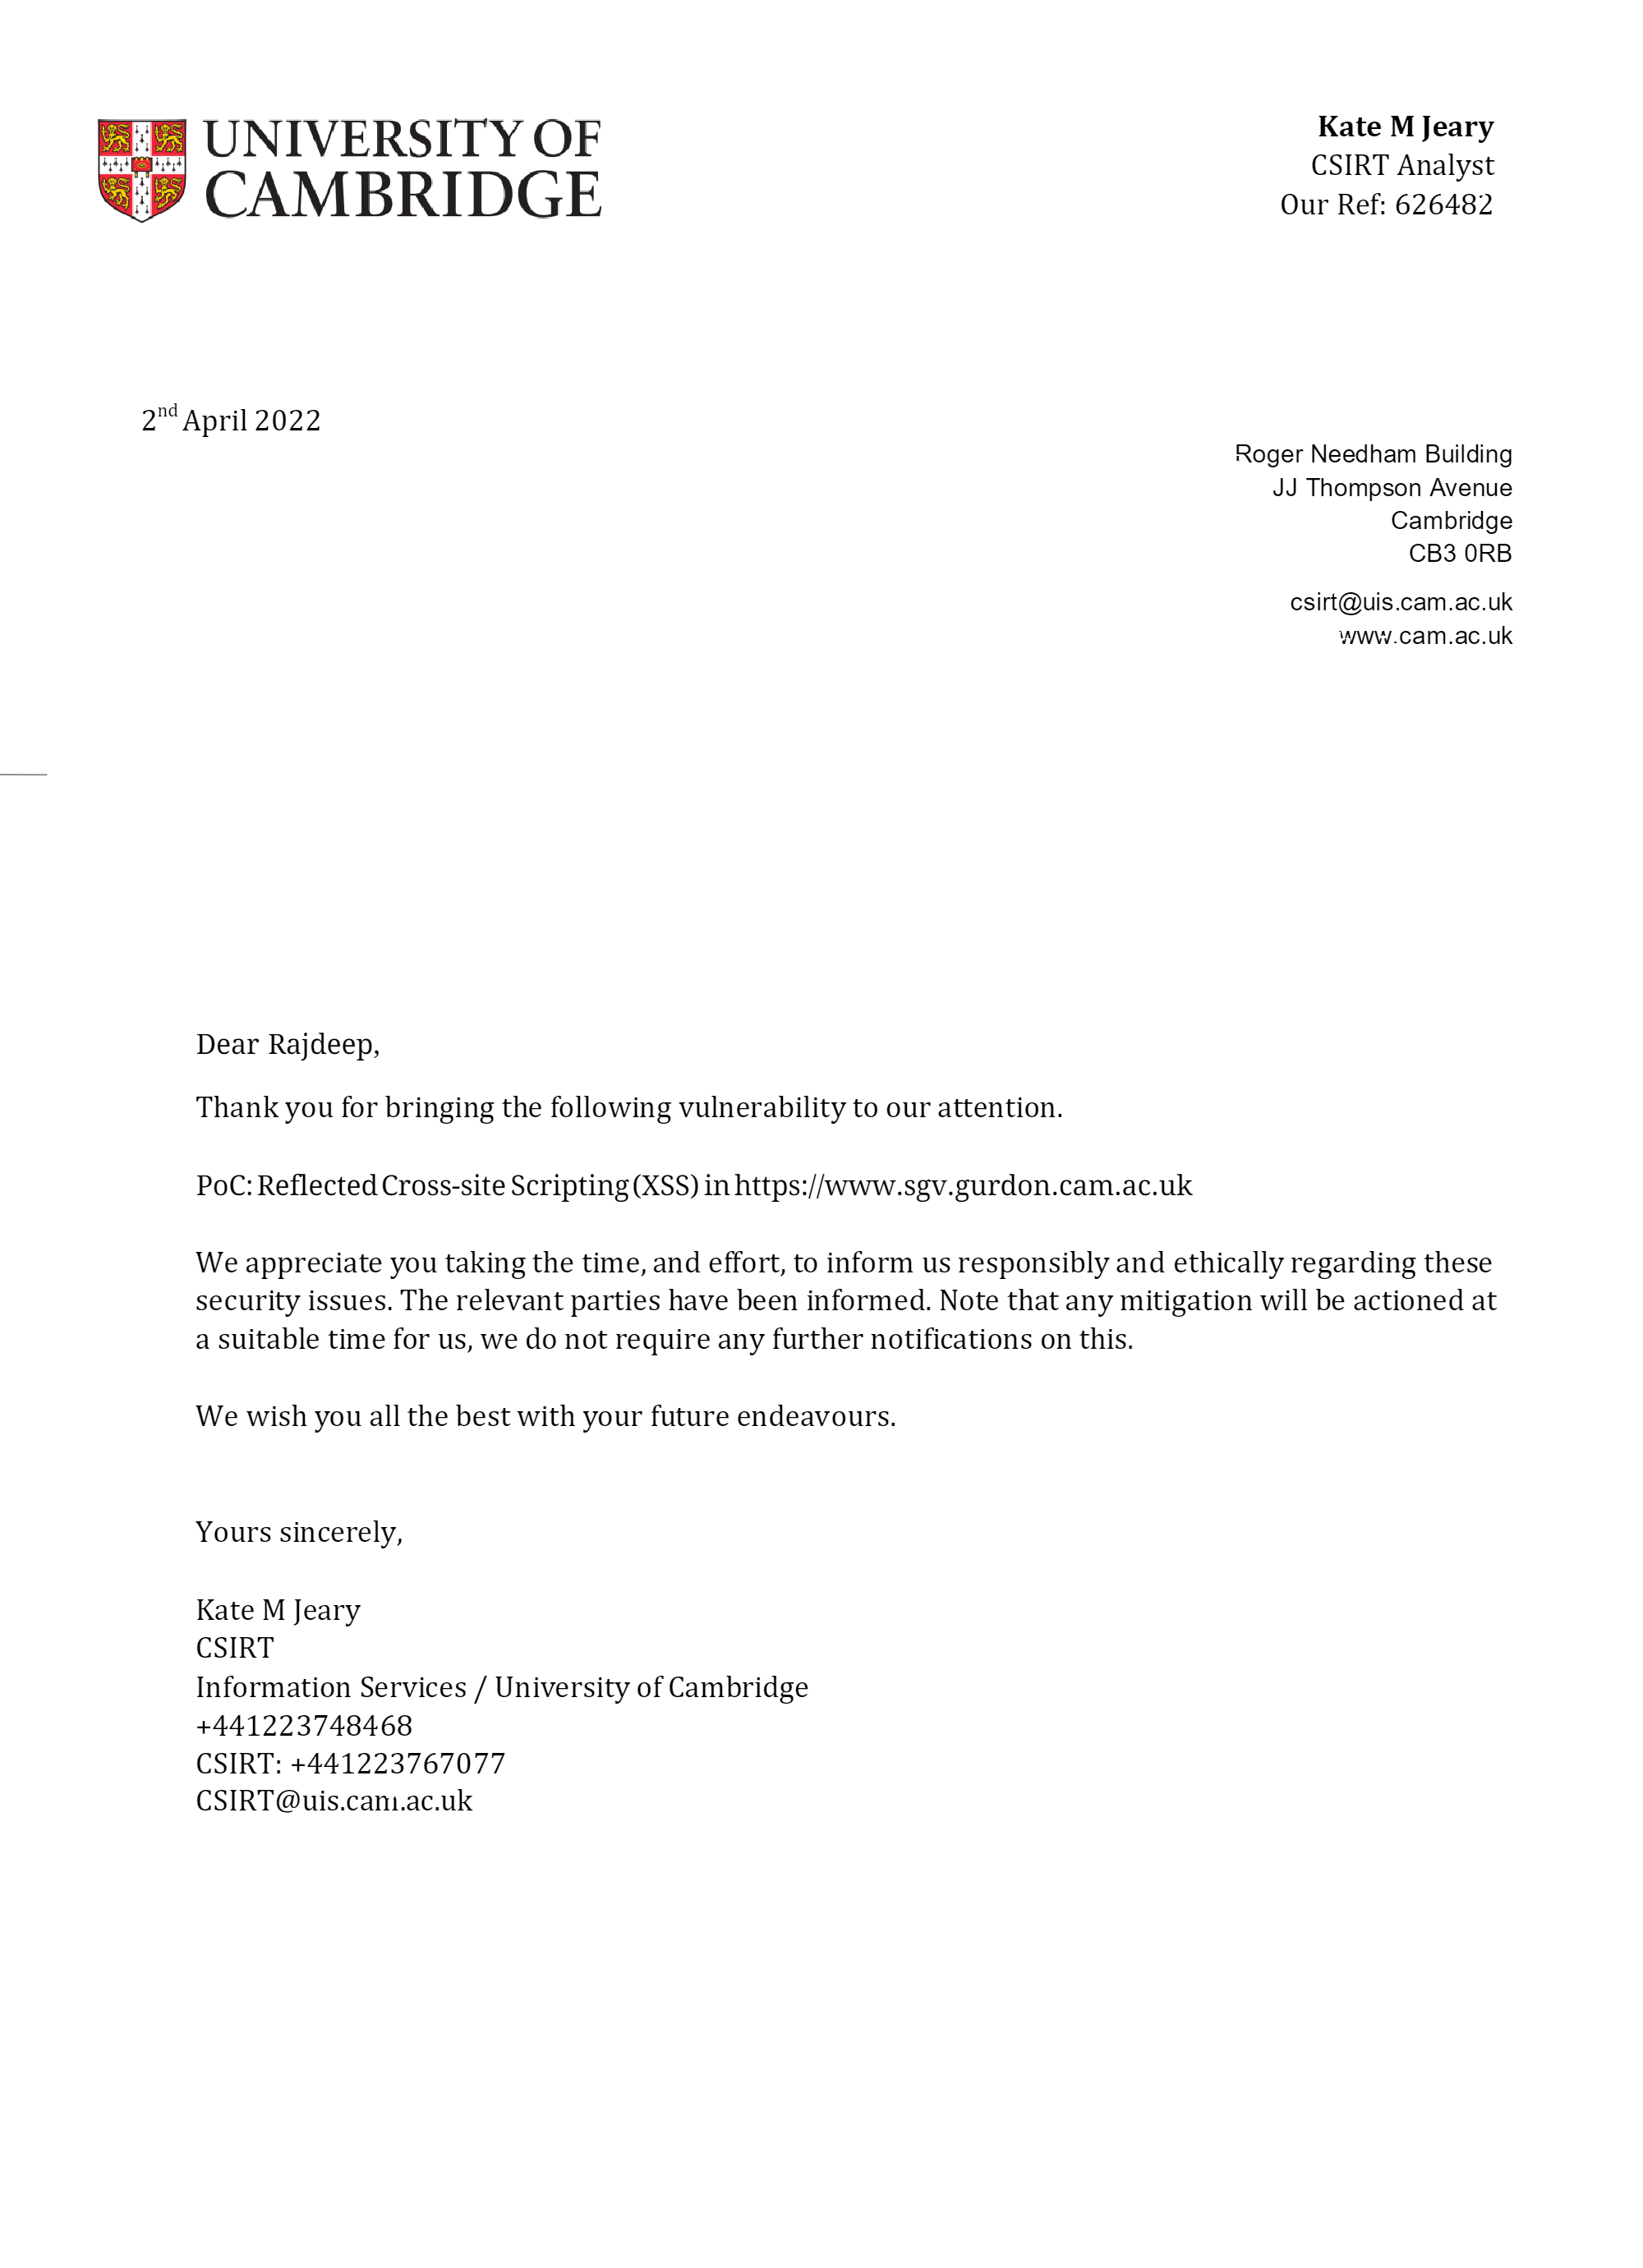 UNIVERSITY OF
CAMBRIDGE
Kate M Jeary
CSIRT Analyst
Our Ref: 626482
2nd April 2022
Roger Needham Building
JJ Thompson Avenue
Cambridge
CB3 0RB
csirt@uis.cam.ac.uk
www.cam.ac.uk
Dear Rajdeep,
Thank you for bringing the following vulnerability to our attention.
PoC: Reflected Cross-site Scripting (XSS) in https://www.sgv.gurdon.cam.ac.uk
We appreciate you taking the time, and effort, to inform us responsibly and ethically regarding these
security issues. The relevant parties have been informed. Note that any mitigation will be actioned at
a suitable time for us, we do not require any further notifications on this.
We wish you all the best with your future endeavours.
Yours sincerely,
Kate M Jeary
CSIRT
Information Services / University of Cambridge
+441223748468
CSIRT: +441223767077
CSIRT@uis.cam.ac.uk